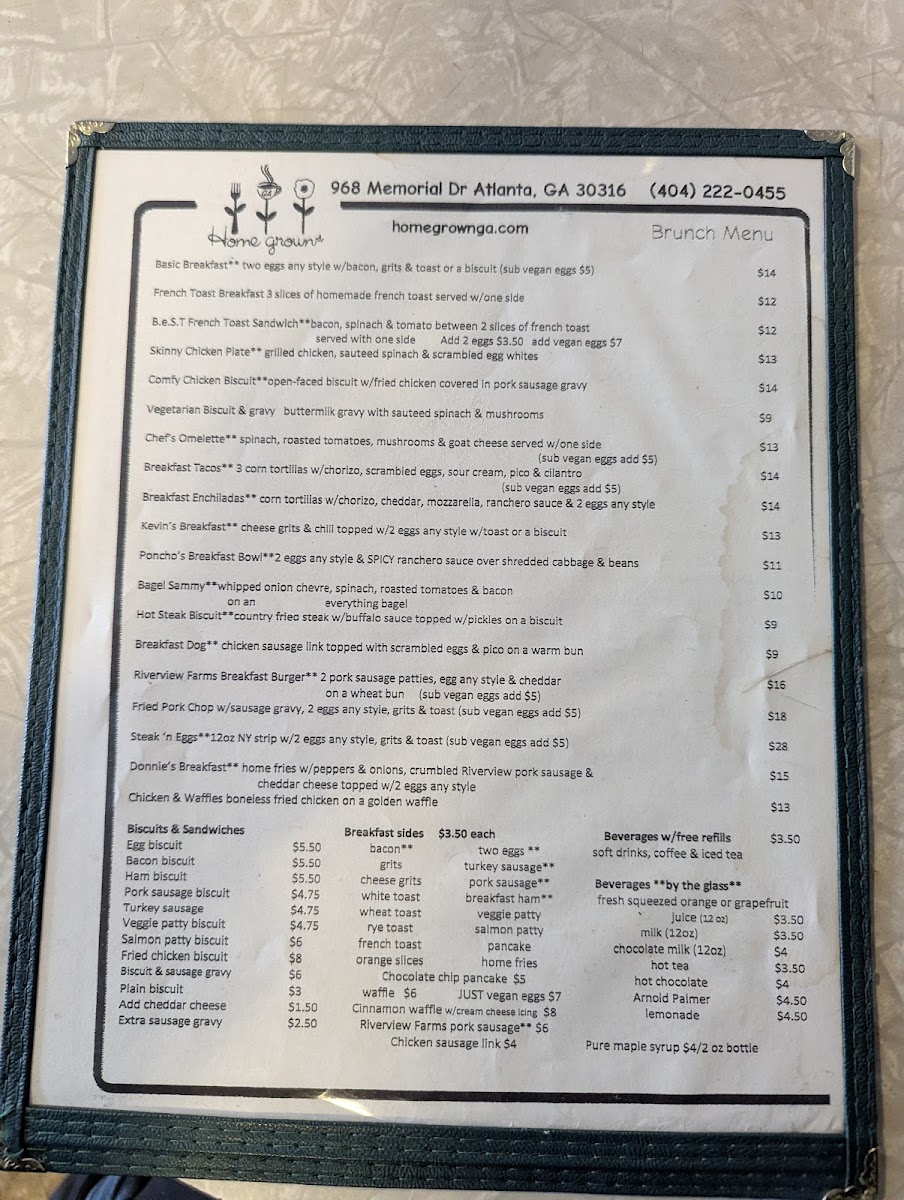 968 Memorial Dr Atlanta, GA 30316 (404) 222-0455
Home grown
homegrownga.com
Brunch Menu
Basic Breakfast** two eggs any style w/bacon, grits & toast or a biscuit (sub vegan eggs $5) $14
French Toast Breakfast 3 slices of homemade french toast served w/one side $12
B.e.S.T French Toast Sandwich**bacon, spinach & tomato between 2 slices of french toast $12
served with one side Add 2 eggs $3.50 add vegan eggs $7
Skinny Chicken Plate** grilled chicken, sauteed spinach & scrambled egg whites $13
Comfy Chicken Biscuit**open-faced biscuit w/fried chicken covered in pork sausage gravy $14
Vegetarian Biscuit & gravy buttermilk gravy with sauteed spinach & mushrooms $9
Chef's Omelette** spinach, roasted tomatoes, mushrooms & goat cheese served w/one side $13
(sub vegan eggs add $5)
Breakfast Tacos** 3 corn tortillas w/chorizo, scrambled eggs, sour cream, pico & cilantro $14
(sub vegan eggs add $5)
Breakfast Enchiladas** corn tortillas w/chorizo, cheddar, mozzarella, ranchero sauce & 2 eggs any style $14
Kevin's Breakfast** cheese grits & chili topped w/2 eggs any style w/toast or a biscuit $13
Poncho's Breakfast Bowl**2 eggs any style & SPICY ranchero sauce over shredded cabbage & beans $11
Bagel Sammy**whipped onion chevre, spinach, roasted tomatoes & bacon $10
on an everything bagel
Hot Steak Biscuit**country fried steak w/buffalo sauce topped w/pickles on a biscuit $9
Breakfast Dog** chicken sausage link topped with scrambled eggs & pico on a warm bun $9
Riverview Farms Breakfast Burger** 2 pork sausage patties, egg any style & cheddar $16
on a wheat bun (sub vegan eggs add $5)
Fried Pork Chop w/sausage gravy, 2 eggs any style, grits & toast (sub vegan eggs add $5) $18
Steak 'n Eggs**12oz NY strip w/2 eggs any style, grits & toast (sub vegan eggs add $5) $28
Donnie's Breakfast** home fries w/peppers & onions, crumbled Riverview pork sausage & $15
cheddar cheese topped w/2 eggs any style
Chicken & Waffles boneless fried chicken on a golden waffle $13
Biscuits & Sandwiches
Egg biscuit $5.50
Bacon biscuit $5.50
Ham biscuit $5.50
Pork sausage biscuit $4.75
Turkey sausage $4.75
Veggie patty biscuit $4.75
Salmon patty biscuit $6
Fried chicken biscuit $8
Biscuit & sausage gravy $6
Plain biscuit $3
Add cheddar cheese $1.50
Extra sausage gravy $2.50
Breakfast sides $3.50 each
bacon** two eggs **
grits turkey sausage**
cheese grits pork sausage**
white toast breakfast ham**
wheat toast veggie patty
rye toast salmon patty
french toast pancake
orange slices home fries
Chocolate chip pancake $5
waffle $6 JUST vegan eggs $7
Cinnamon waffle w/cream cheese icing $8
Riverview Farms pork sausage** $6
Chicken sausage link $4
Beverages w/free refills $3.50
soft drinks, coffee & iced tea
Beverages **by the glass**
fresh squeezed orange or grapefruit
juice (12 oz) $3.50
milk (12oz) $3.50
chocolate milk (12oz) $4
hot tea $3.50
hot chocolate $4
Arnold Palmer $4.50
lemonade $4.50
Pure maple syrup $4/2 oz bottle